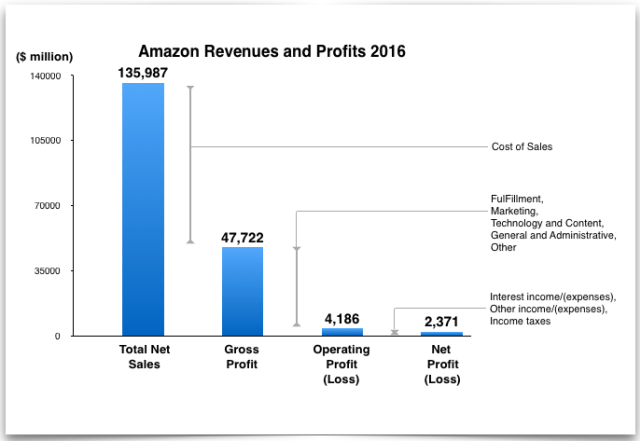 Amazon Revenues and Profits 2016
($ million)
140000
105000
70000
35000
0
135,987
47,722
4,186
2,371
Cost of Sales
FulFillment,
Marketing,
Technology and Content,
General and Administrative,
Other
Interest income/(expenses),
Other income/(expenses),
Income taxes
Total Net
Sales
Gross
Profit
Operating
Profit
(Loss)
Net
Profit
(Loss)